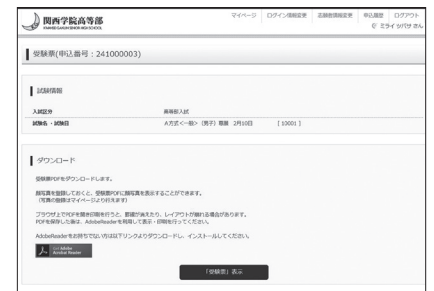 関西学院高等部
KWANSEI GAKUIN SENIOR HIGH SCHOOL
マイページ ログイン情報変更 志願者情報変更 申込履歴 ログアウト
ミライ ツバサ さん
受験票(申込番号:241000003)
試験情報
入試区分 高等部入試
試験名・試験日 A方式<一般>(男子)専願 2月10日 [ 10001 ]
ダウンロード
受験票PDFをダウンロードします。
顔写真を登録しておくと、受験票PDFに顔写真を表示することができます。
(写真の登録はマイページより行えます)
ブラウザ上でPDFを開き印刷を行うと、罫線が消えたり、レイアウトが崩れる場合があります。
PDFを保存した後は、AdobeReaderを利用して表示・印刷を行ってください。
AdobeReaderをお持ちでない方は以下リンクよりダウンロードし、インストールしてください。
Get Adobe
Acrobat Reader
「受験票」表示